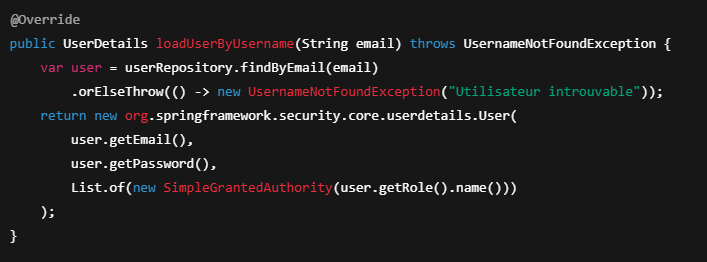 @Override
public UserDetails loadUserByUsername(String email) throws UsernameNotFoundException {
    var user = userRepository.findByEmail(email)
        .orElseThrow(() -> new UsernameNotFoundException("Utilisateur introuvable"));
    return new org.springframework.security.core.userdetails.User(
        user.getEmail(),
        user.getPassword(),
        List.of(new SimpleGrantedAuthority(user.getRole().name()))
    );
}